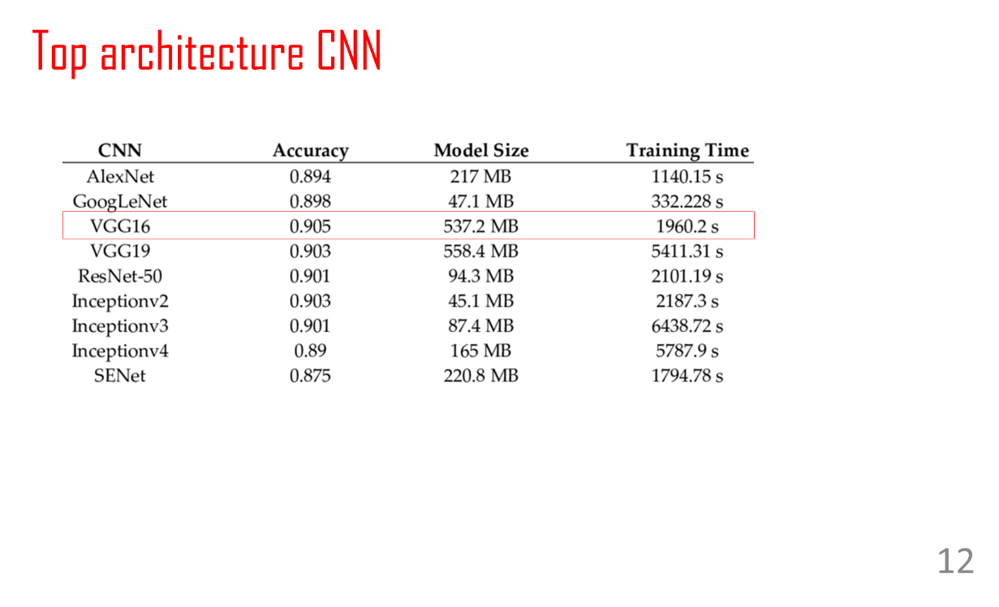 Top architecture CNN
CNN Accuracy Model Size Training Time
AlexNet 0.894 217 MB 1140.15 s
GoogLeNet 0.898 47.1 MB 332.228 s
VGG16 0.905 537.2 MB 1960.2 s
VGG19 0.903 558.4 MB 5411.31 s
ResNet-50 0.901 94.3 MB 2101.19 s
Inceptionv2 0.903 45.1 MB 2187.3 s
Inceptionv3 0.901 87.4 MB 6438.72 s
Inceptionv4 0.89 165 MB 5787.9 s
SENet 0.875 220.8 MB 1794.78 s
12